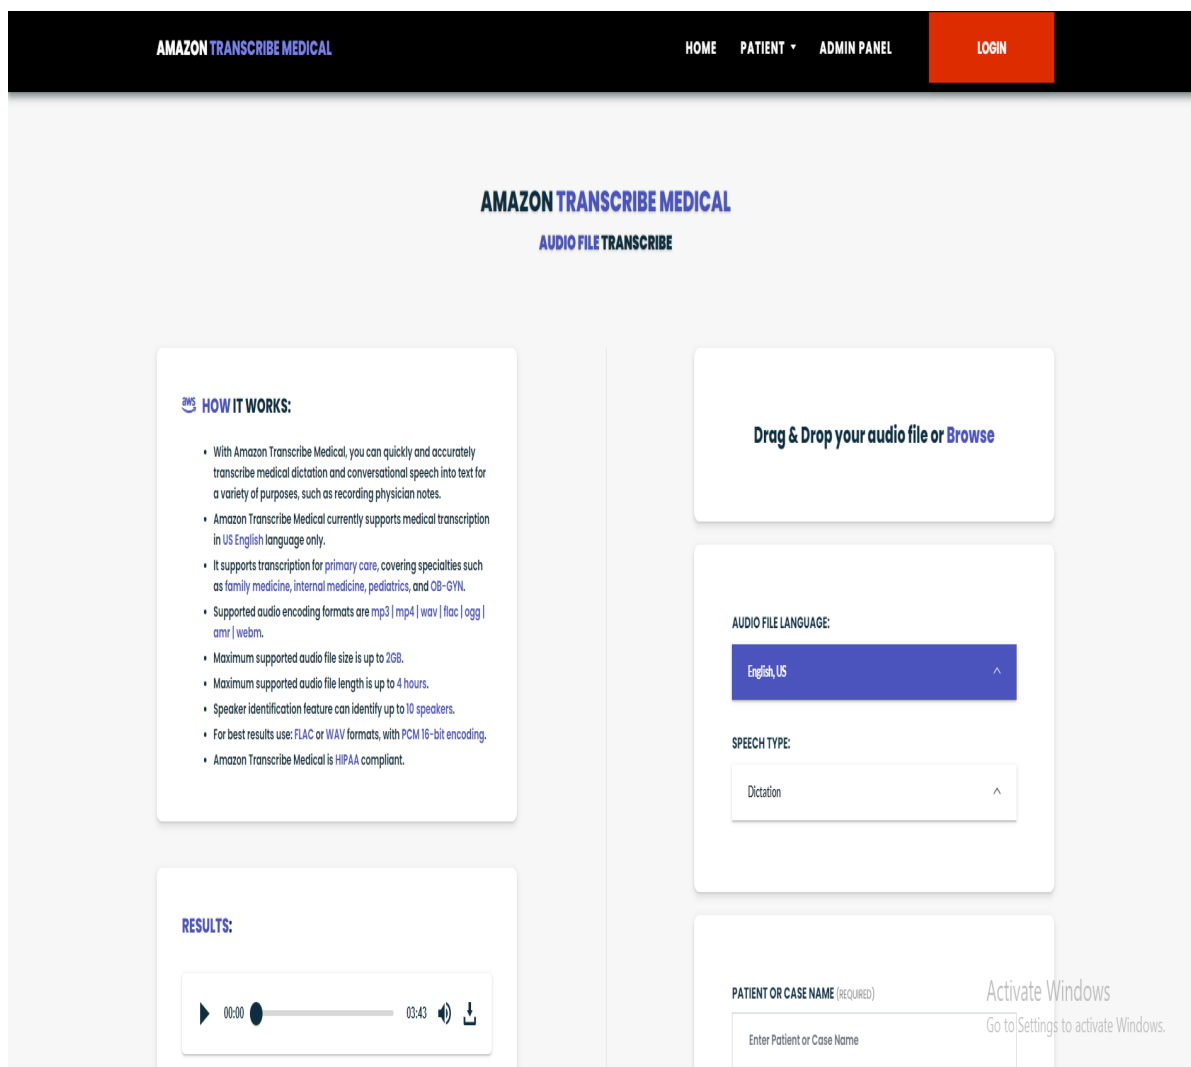 AMAZON TRANSCRIBE MEDICAL
HOME PATIENT ADMIN PANEL LOGIN
AMAZON TRANSCRIBE MEDICAL
AUDIO FILE TRANSCRIBE
aws HOW IT WORKS:
• With Amazon Transcribe Medical, you can quickly and accurately
transcribe medical dictation and conversational speech into text for
a variety of purposes, such as recording physician notes.
• Amazon Transcribe Medical currently supports medical transcription
in US English language only.
• It supports transcription for primary care, covering specialties such
as family medicine, internal medicine, pediatrics, and OB-GYN.
• Supported audio encoding formats are mp3 | mp4 | wav | flac | ogg |
amr | webm.
• Maximum supported audio file size is up to 2GB.
• Maximum supported audio file length is up to 4 hours.
• Speaker identification feature can identify up to 10 speakers.
• For best results use: FLAC or WAV formats, with PCM 16-bit encoding.
• Amazon Transcribe Medical is HIPAA compliant.
RESULTS:
00:00 03:43
Drag & Drop your audio file or Browse
AUDIO FILE LANGUAGE:
English, US
SPEECH TYPE:
Dictation
PATIENT OR CASE NAME (REQUIRED)
Enter Patient or Case Name
Activate Windows
Go to Settings to activate Windows.